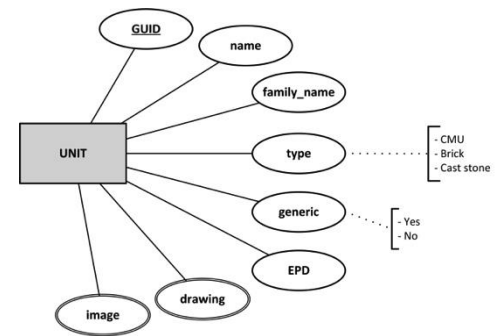 GUID
name
family_name
UNIT
type
- CMU
- Brick
- Cast stone
generic
- Yes
- No
EPD
drawing
image